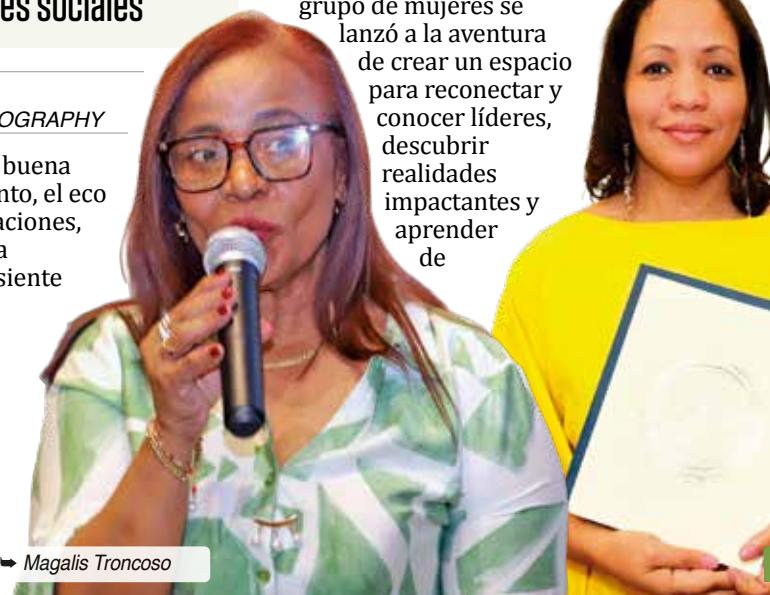 es sociales
OGRAPHY
buena
nto, el eco
aciones,
a
siente
grupo de mujeres se
lanzó a la aventura
de crear un espacio
para reconectar y
conocer líderes,
descubrir
realidades
impactantes y
aprender
de
Magalis Troncoso